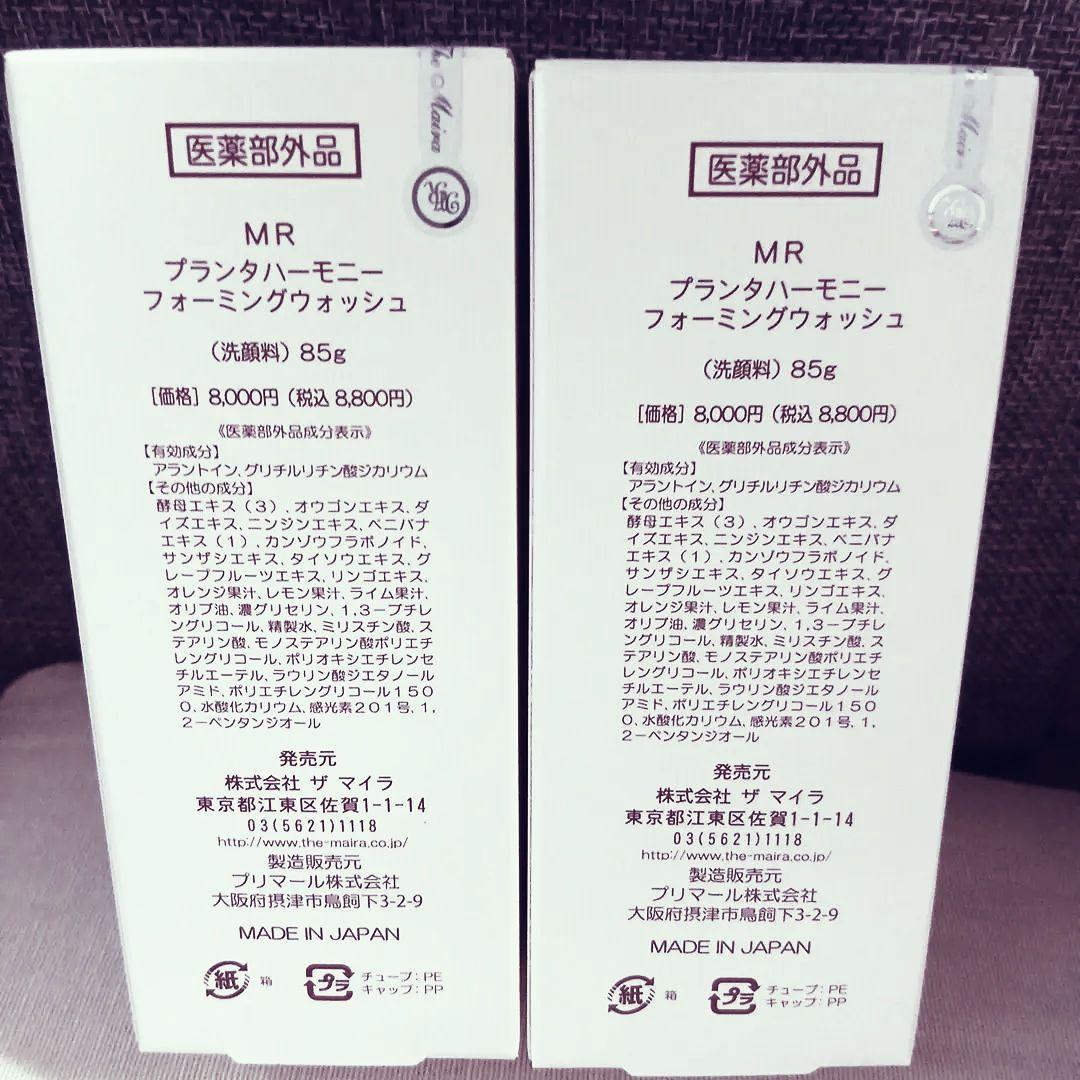 The Maira
医薬部外品
MR
プランタハーモニー
フォーミングウォッシュ
(洗顔料) 85g
[価格] 8,000円 (税込 8,800円)
《医薬部外品成分表示》
【有効成分】
アラントイン、グリチルリチン酸ジカリウム
【その他の成分】
酵母エキス(3)、オウゴンエキス、ダ
イズエキス、ニンジンエキス、ベニバナ
エキス(1)、カンゾウフラボノイド、
サンザシエキス、タイソウエキス、グ
レープフルーツエキス、リンゴエキス、
オレンジ果汁、レモン果汁、ライム果汁、
オリブ油、濃グリセリン、1,3-ブチレ
ングリコール、精製水、ミリスチン酸、ス
テアリン酸、モノステアリン酸ポリエチ
レングリコール、ポリオキシエチレンセ
チルエーテル、ラウリン酸ジエタノール
アミド、ポリエチレングリコール150
0、水酸化カリウム、感光素201号、1,
2-ペンタンジオール
発売元
株式会社 ザ マイラ
東京都江東区佐賀1-1-14
03(5621)1118
http://www.the-maira.co.jp/
製造販売元
プリマール株式会社
大阪府摂津市鳥飼下3-2-9
MADE IN JAPAN
紙 箱
プラ チューブ:PE
キャップ:PP
医薬部外品
MR
プランタハーモニー
フォーミングウォッシュ
(洗顔料) 85g
[価格] 8,000円 (税込 8,800円)
《医薬部外品成分表示》
【有効成分】
アラントイン、グリチルリチン酸ジカリウム
【その他の成分】
酵母エキス(3)、オウゴンエキス、ダ
イズエキス、ニンジンエキス、ベニバナ
エキス(1)、カンゾウフラボノイド、
サンザシエキス、タイソウエキス、グ
レープフルーツエキス、リンゴエキス、
オレンジ果汁、レモン果汁、ライム果汁、
オリブ油、濃グリセリン、1,3-ブチレ
ングリコール、精製水、ミリスチン酸、ス
テアリン酸、モノステアリン酸ポリエチ
レングリコール、ポリオキシエチレンセ
チルエーテル、ラウリン酸ジエタノール
アミド、ポリエチレングリコール150
0、水酸化カリウム、感光素201号、1,
2-ペンタンジオール
発売元
株式会社 ザ マイラ
東京都江東区佐賀1-1-14
03(5621)1118
http://www.the-maira.co.jp/
製造販売元
プリマール株式会社
大阪府摂津市鳥飼下3-2-9
MADE IN JAPAN
紙 箱
プラ チューブ:PE
キャップ:PP